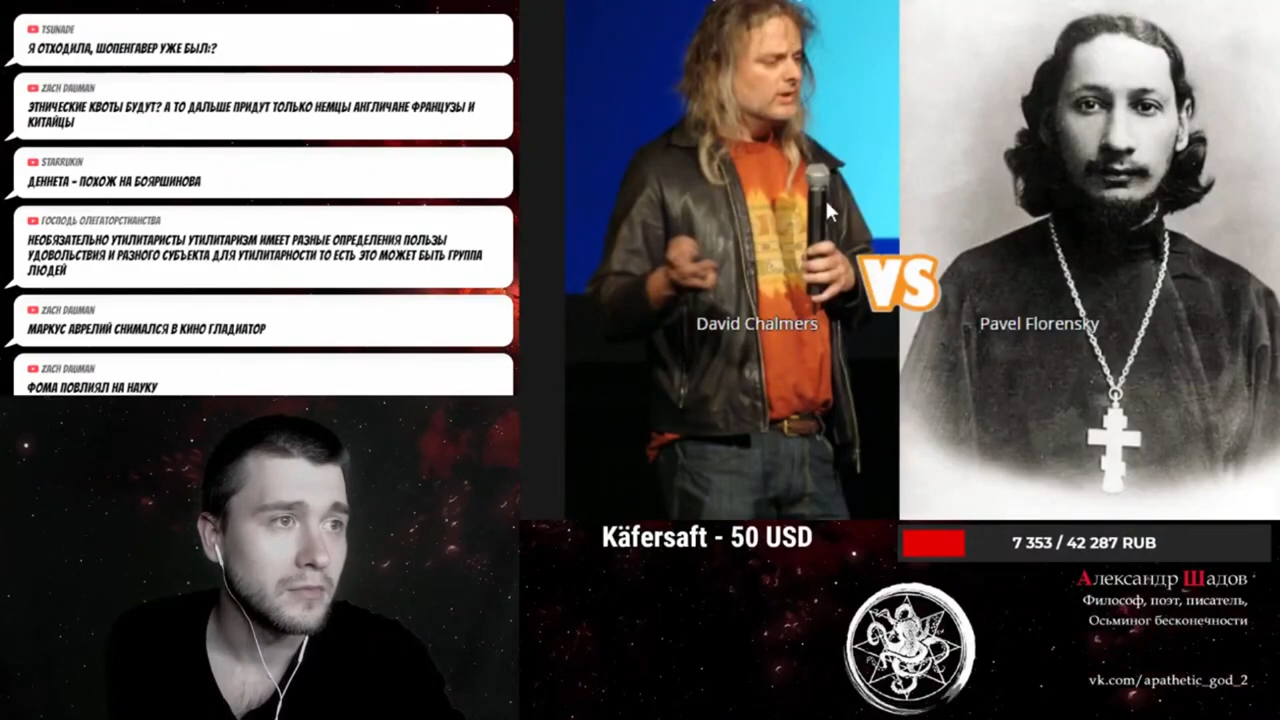 TSUNADE
Я ОТХОДИЛА, ШОПЕНГАВЕР УЖЕ БЫЛ:?
ZACH DAUMAN
ЭТНИЧЕСКИЕ КВОТЫ БУДУТ? А ТО ДАЛЬШЕ ПРИДУТ ТОЛЬКО НЕМЦЫ АНГЛИЧАНЕ ФРАНЦУЗЫ И
КИТАЙЦЫ
STARRUKIN
ДЕННЕТА - ПОХОЖ НА БОЯРШИНОВА
ГОСПОДЬ ОЛЕГАТОРСТИАНСТВА
НЕОБЯЗАТЕЛЬНО УТИЛИТАРИСТЫ УТИЛИТАРИЗМ ИМЕЕТ РАЗНЫЕ ОПРЕДЕЛЕНИЯ ПОЛЬЗЫ
УДОВОЛЬСТВИЯ И РАЗНОГО СУБЪЕКТА ДЛЯ УТИЛИТАРНОСТИ ТО ЕСТЬ ЭТО МОЖЕТ БЫТЬ ГРУППА
ЛЮДЕЙ
ZACH DAUMAN
МАРКУС АВРЕЛИЙ СНИМАЛСЯ В КИНО ГЛАДИАТОР
ZACH DAUMAN
ФОМА ПОВЛИЯЛ НА НАУКУ
David Chalmers
VS
Pavel Florensky
Käfersaft - 50 USD
7 353 / 42 287 RUB
Александр Шадов
Философ, поэт, писатель,
Осьминог бесконечности
vk.com/apathetic_god_2